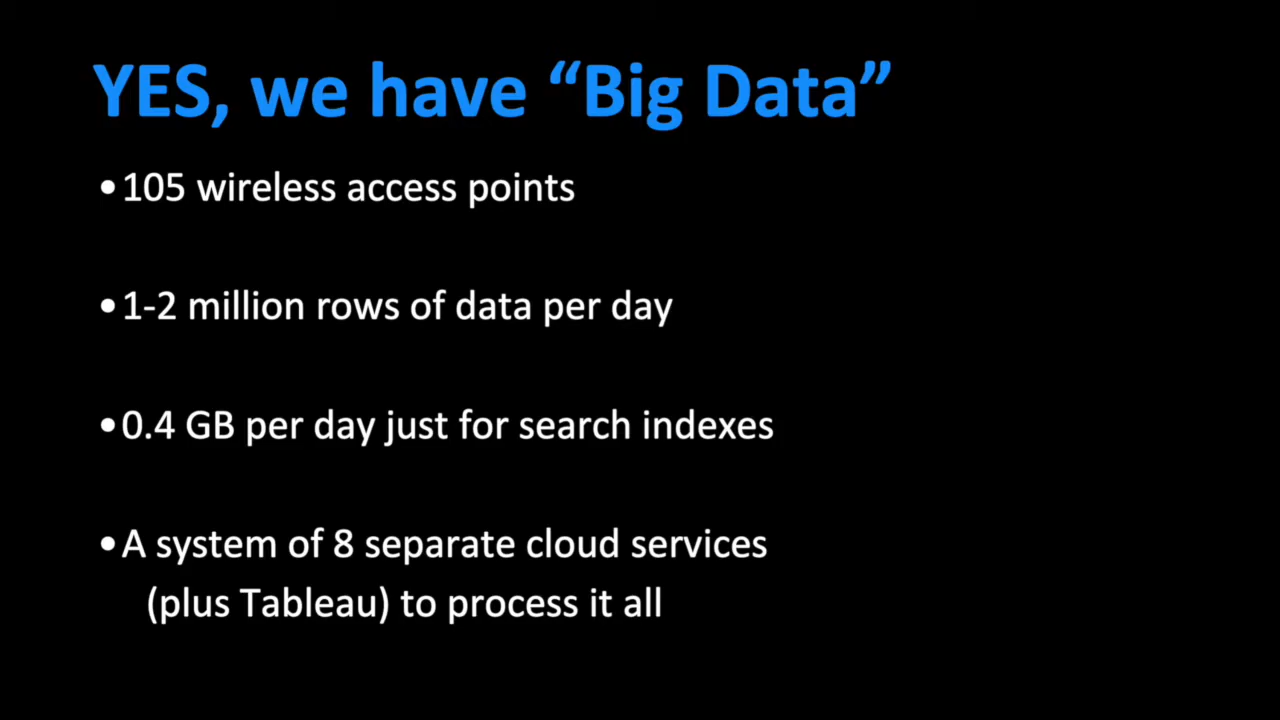 YES, we have “Big Data”
•105 wireless access points
•1-2 million rows of data per day
•0.4 GB per day just for search indexes
•A system of 8 separate cloud services
(plus Tableau) to process it all